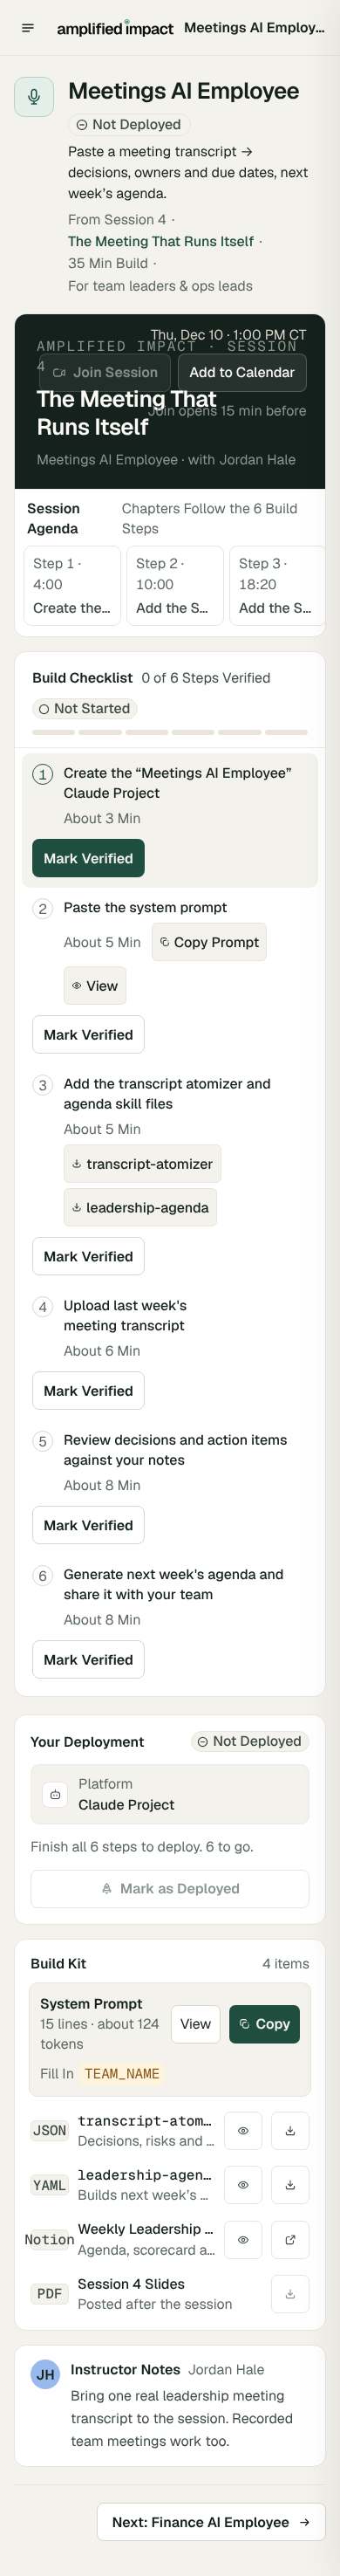 amplified impact Meetings AI Employ...
Meetings AI Employee
Not Deployed
Paste a meeting transcript →
decisions, owners and due dates, next
week’s agenda.
From Session 4 ·
The Meeting That Runs Itself ·
35 Min Build ·
For team leaders & ops leads
Thu, Dec 10 · 1:00 PM CT
AMPLIFIED IMPACT · SESSION
4
Join Session Add to Calendar
The Meeting That
Join opens 15 min before
Runs Itself
Meetings AI Employee · with Jordan Hale
Session Agenda
Chapters Follow the 6 Build Steps
Step 1 · 4:00
Create the...
Step 2 · 10:00
Add the S...
Step 3 · 18:20
Add the S...
Build Checklist 0 of 6 Steps Verified
Not Started
1 Create the “Meetings AI Employee”
Claude Project
About 3 Min
Mark Verified
2 Paste the system prompt
About 5 Min Copy Prompt
View
Mark Verified
3 Add the transcript atomizer and
agenda skill files
About 5 Min
transcript-atomizer
leadership-agenda
Mark Verified
4 Upload last week's
meeting transcript
About 6 Min
Mark Verified
5 Review decisions and action items
against your notes
About 8 Min
Mark Verified
6 Generate next week's agenda and
share it with your team
About 8 Min
Mark Verified
Your Deployment Not Deployed
Platform
Claude Project
Finish all 6 steps to deploy. 6 to go.
Mark as Deployed
Build Kit 4 items
System Prompt
15 lines · about 124
tokens
View Copy
Fill In TEAM_NAME
JSON transcript-atom...
Decisions, risks and ...
YAML leadership-agen...
Builds next week’s ...
Notion Weekly Leadership ...
Agenda, scorecard a...
PDF Session 4 Slides
Posted after the session
JH Instructor Notes Jordan Hale
Bring one real leadership meeting
transcript to the session. Recorded
team meetings work too.
Next: Finance AI Employee →